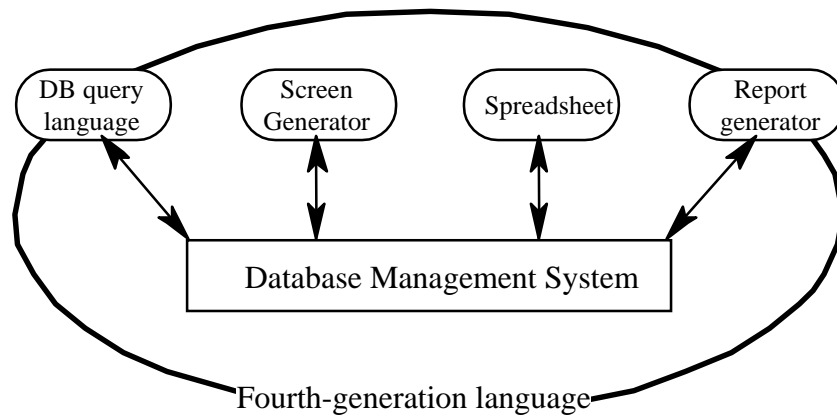 DB query
language
Screen
Generator
Spreadsheet
Report
generator
Database Management System
Fourth-generation language